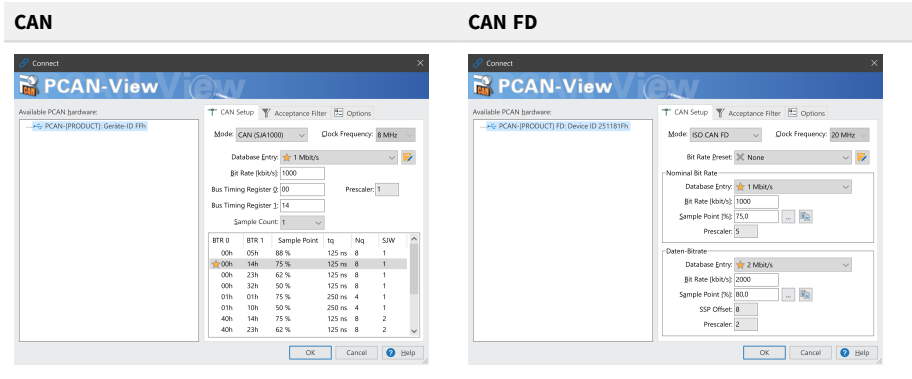 CAN
Connect
PCAN-View
Available PCAN hardware:
PCAN-[PRODUCT]: Geräte-ID FFh
CAN Setup Acceptance Filter Options
Mode: CAN (SJA1000) Clock Frequency: 8 MHz
Database Entry: 1 Mbit/s
Bit Rate [kbit/s]: 1000
Bus Timing Register 0: 00 Prescaler: 1
Bus Timing Register 1: 14
Sample Count: 1
BTR 0 BTR 1 Sample Point tq Nq SJW
00h 05h 88 % 125 ns 8 1
00h 14h 75 % 125 ns 8 1
00h 23h 62 % 125 ns 8 1
00h 32h 50 % 125 ns 8 1
01h 01h 75 % 250 ns 4 1
01h 10h 50 % 250 ns 4 1
40h 14h 75 % 125 ns 8 2
40h 23h 62 % 125 ns 8 2
OK Cancel Help
CAN FD
Connect
PCAN-View
Available PCAN hardware:
PCAN-[PRODUCT] FD: Device ID 251181Fh
CAN Setup Acceptance Filter Options
Mode: ISO CAN FD Clock Frequency: 20 MHz
Bit Rate Preset: None
Nominal Bit Rate
Database Entry: 1 Mbit/s
Bit Rate [kbit/s]: 1000
Sample Point [%]: 75,0 ...
Prescaler: 5
Daten-Bitrate
Database Entry: 2 Mbit/s
Bit Rate [kbit/s]: 2000
Sample Point [%]: 80,0 ...
SSP Offset: 8
Prescaler: 2
OK Cancel Help